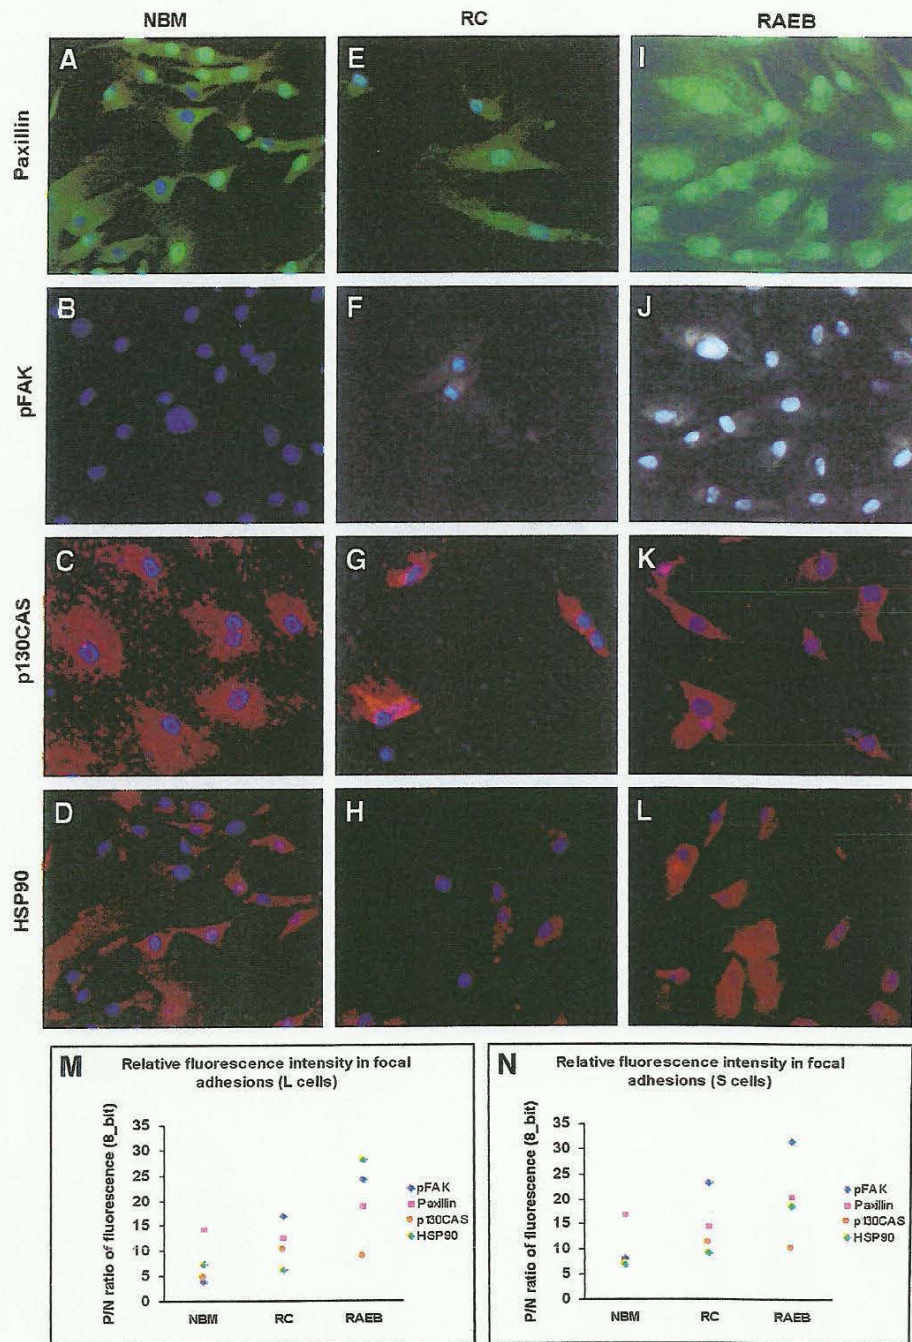 NBM RC RAEB
Paxillin
A E I
pFAK
B F J
p130CAS
C G K
HSP90
D H L
M Relative fluorescence intensity in focal
adhesions (L cells)
P/N ratio of fluorescence (8_bit)
35
30
25
20
15
10
5
0
NBM RC RAEB
pFAK
Paxillin
p130CAS
HSP90
N Relative fluorescence intensity in focal
adhesions (S cells)
P/N ratio of fluorescence (8_bit)
35
30
25
20
15
10
5
0
NBM RC RAEB
pFAK
Paxillin
p130CAS
HSP90